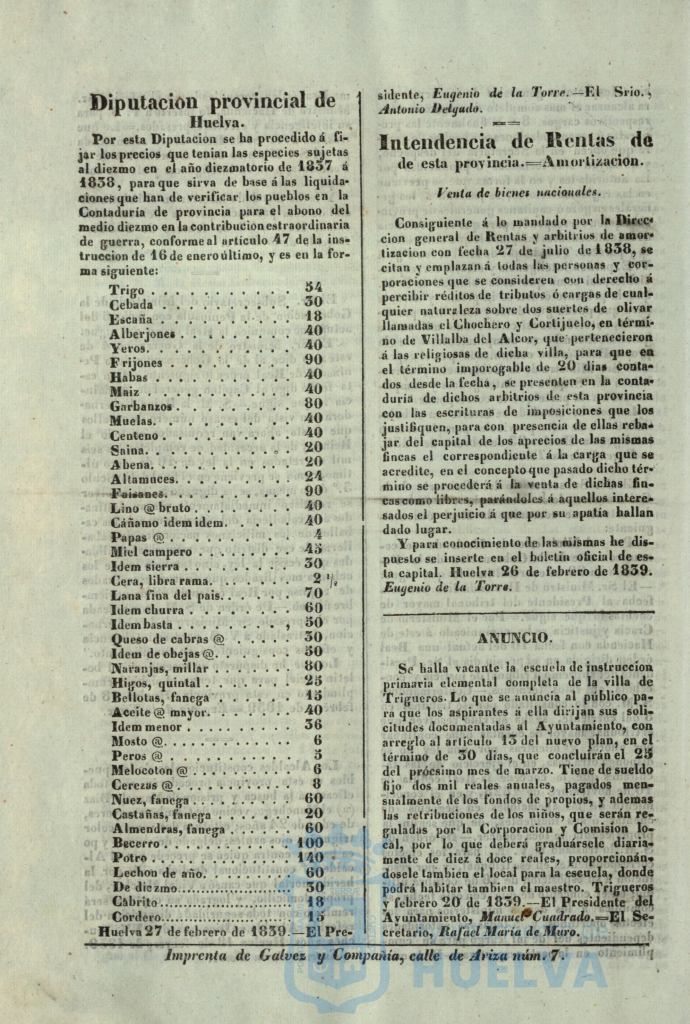 Diputacion provincial de
Huelva.
Por esta Diputacion se ha procedido á fi-
jar los precios que tenian las especies sujetas
al diezmo en el año diezmatorio de 1837 á
1838, para que sirva de base á las liquida-
ciones que han de verificar los pueblos en la
Contaduría de provincia para el abono del
medio diezmo en la contribucion estraordinaria
de guerra, conforme al artículo 47 de la ins-
truccion de 16 de enero último, y es en la for-
ma siguiente:
Trigo . . . . . . . . . . 54
Cebada . . . . . . . . . 30
Escaña . . . . . . . . . 18
Alberjones . . . . . . . . 40
Yeros. . . . . . . . . . 40
Frijones . . . . . . . . . 90
Habas . . . . . . . . . . 40
Maiz . . . . . . . . . . 40
Garbanzos . . . . . . . . 80
Muelas. . . . . . . . . . 40
Centeno . . . . . . . . . 40
Saina. . . . . . . . . . 20
Abena. . . . . . . . . . 20
Altamuces. . . . . . . . . 24
Faisanes. . . . . . . . . 90
Lino @ bruto . . . . . . . 40
Cáñamo idem idem. . . . . . 40
Papas @ . . . . . . . . . 4
Miel campero . . . . . . . 45
Idem sierra . . . . . . . . 30
Cera, libra rama. . . . . . . 2 1/2
Lana fina del pais. . . . . . 70
Idem churra . . . . . . . . 60
Idem basta . . . . . . . , 50
Queso de cabras @ . . . . . 30
Idem de obejas @. . . . . . 50
Naranjas, millar . . . . . . 80
Higos, quintal . . . . . . . 25
Bellotas, fanega . . . . . . 15
Aceite @ mayor. . . . . . . 40
Idem menor . . . . . . . . 36
Mosto @. . . . . . . . . . 6
Peros @ . . . . . . . . . 5
Melocoton @ . . . . . . . 6
Cerezas @ . . . . . . . . 8
Nuez, fanega . . . . . . . 60
Castañas, fanega . . . . . . 20
Almendras, fanega . . . . . 60
Becerro . . . . . . . . . 100
Potro . . . . . . . . . . 140
Lechon de año. . . . . . . 60
De diezmo.................... 30
Cabrito....................... 18
Cordero....................... 15
Huelva 27 de febrero de 1839.—El Pre-
sidente, Eugenio de la Torre.—El Srio.,
Antonio Delgado.
Intendencia de Rentas de
de esta provincia.=Amortizacion.
Venta de bienes nacionales.
Consiguiente á lo mandado por la Direc-
cion general de Rentas y arbitrios de amor-
tizacion con fecha 27 de julio de 1838, se
citan y emplazan á todas las personas y cor-
poraciones que se consideren con derecho á
percibir réditos de tributos ó cargas de cual-
quier naturaleza sobre dos suertes de olivar
llamadas el Chochero y Cortijuelo, en térmi-
no de Villalba del Alcor, que pertenecieron
á las religiosas de dicha villa, para que en
el término imporogable de 20 dias conta-
dos desde la fecha, se presenten en la conta-
duría de dichos arbitrios de esta provincia
con las escrituras de imposiciones que los
justifiquen, para con presencia de ellas reba-
jar del capital de los aprecios de las mismas
fincas el correspondiente á la carga que se
acredite, en el concepto que pasado dicho tér-
mino se procederá á la venta de dichas fin-
cas como libres, parándoles á aquellos intere-
sados el perjuicio á que por su apatia hallan
dado lugar.
Y para conocimiento de las mismas he dis-
puesto se inserte en el boletin oficial de es-
ta capital. Huelva 26 de febrero de 1839.
Eugenio de la Torre.
ANUNCIO.
Se halla vacante la escuela de instruccion
primaria elemental completa de la villa de
Trigueros. Lo que se anuncia al público pa-
ra que los aspirantes á ella dirijan sus soli-
citudes documentadas al Ayuntamiento, con
arreglo al artículo 13 del nuevo plan, en el
término de 30 dias, que concluirán el 25
del prócsimo mes de marzo. Tiene de sueldo
fijo dos mil reales anuales, pagados men-
sualmente de los fondos de propios, y ademas
las retribuciones de los niños, que serán re-
guladas por la Corporacion y Comision lo-
cal, por lo que deberá graduársele diaria-
mente de diez á doce reales, proporcionán-
dosele tambien el local para la escuela, donde
podrá habitar tambien el maestro. Trigueros
y febrero 20 de 1839.—El Presidente del
Ayuntamiento, Manuel Cuadrado.=El Se-
cretario, Rafael María de Muro.
Imprenta de Galvez y Compañía, calle de Ariza núm. 7.
HUELVA